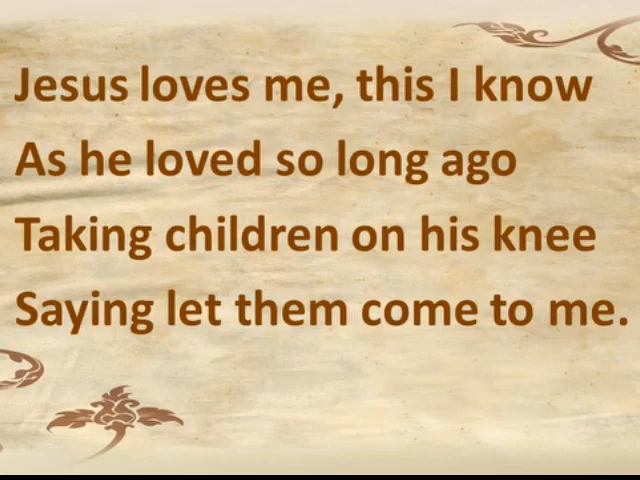 Jesus loves me, this I know
As he loved so long ago
Taking children on his knee
Saying let them come to me.